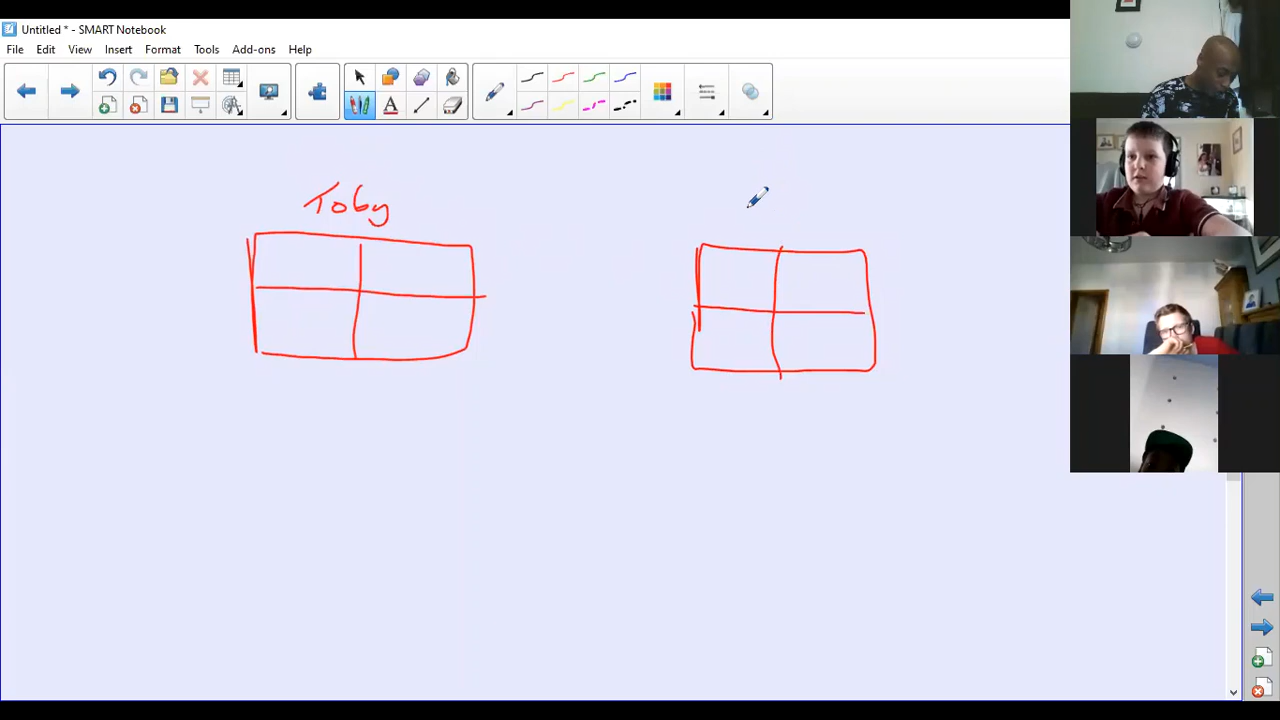 Untitled * - SMART Notebook
File Edit View Insert Format Tools Add-ons Help
Toby